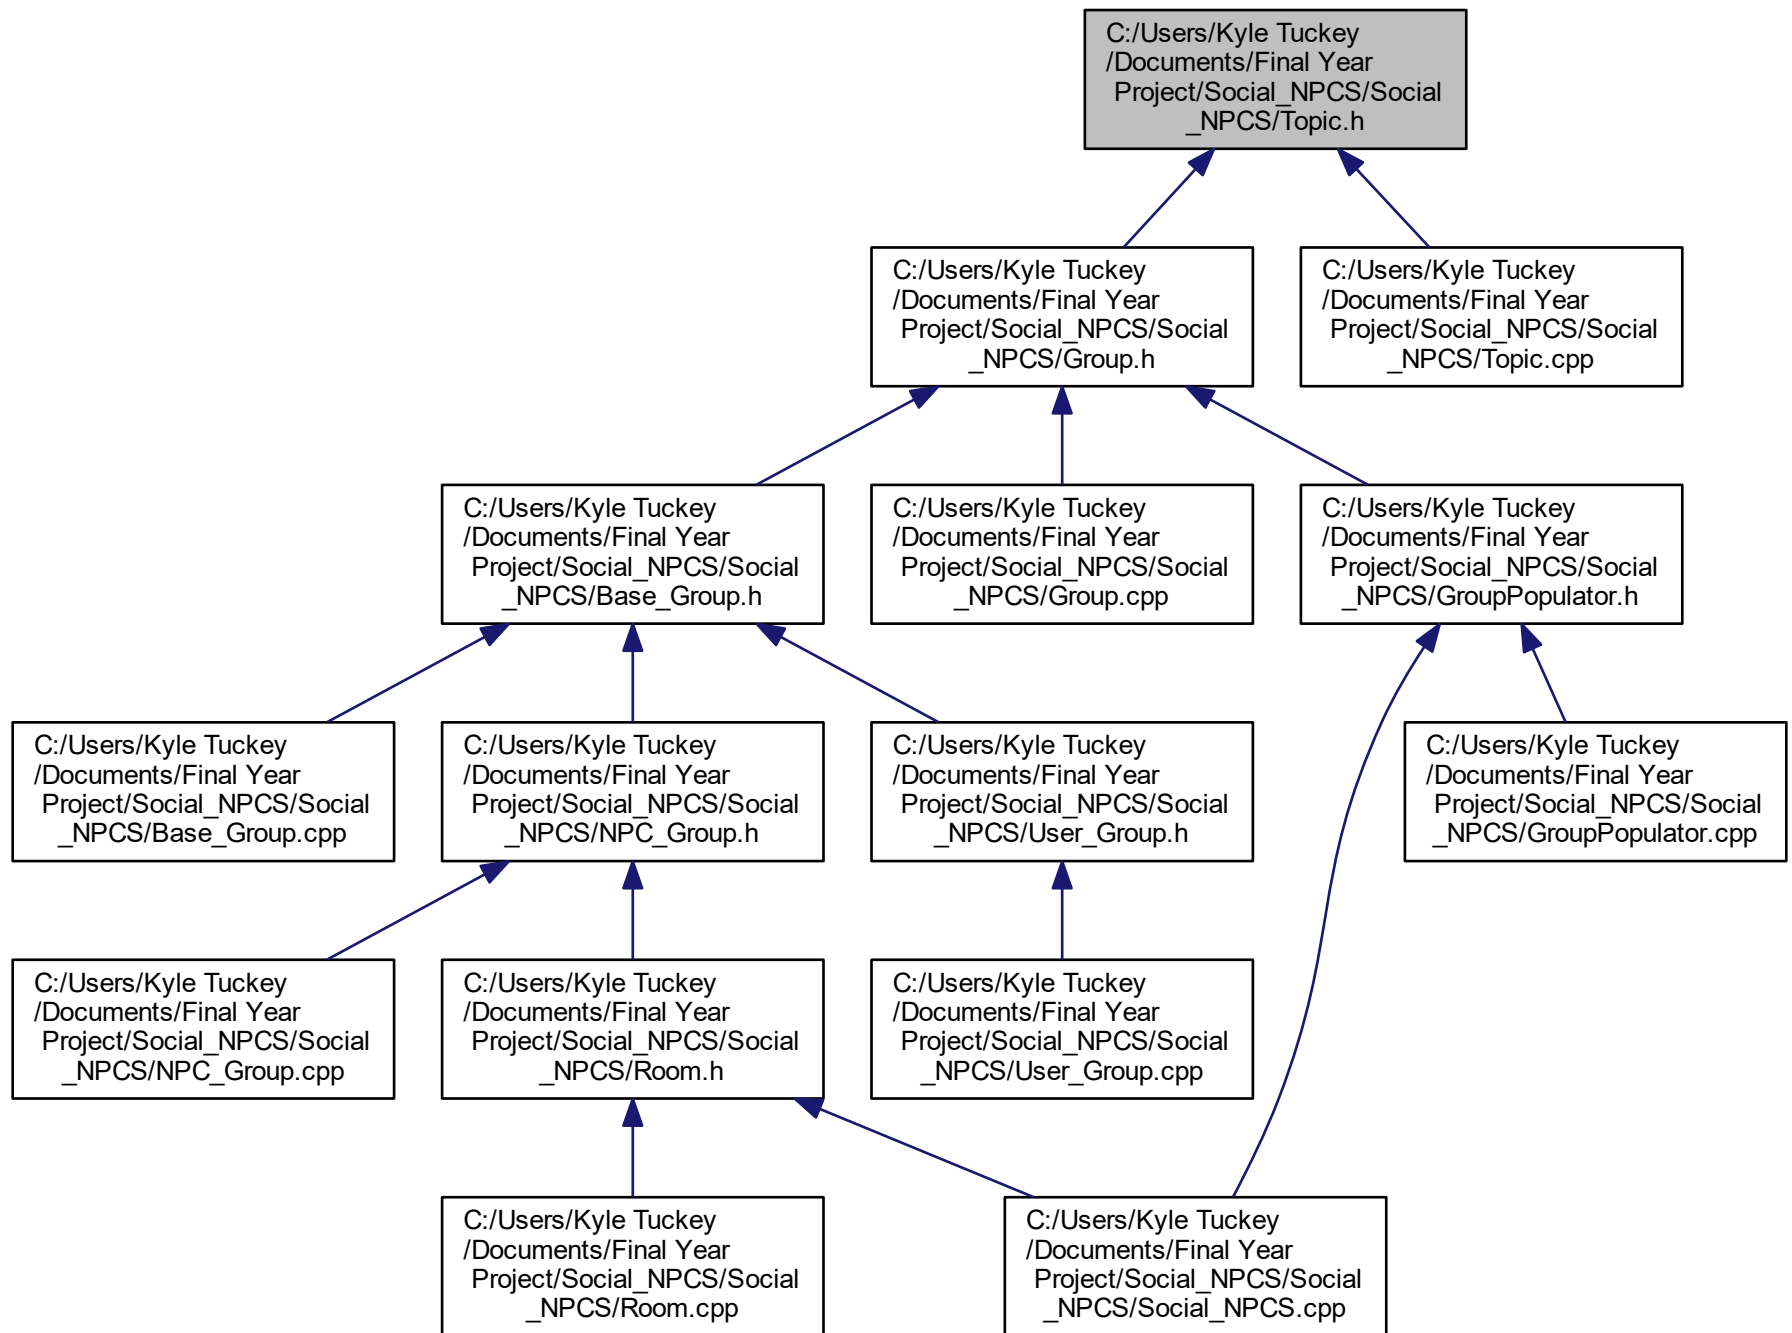 C:/Users/Kyle Tuckey
/Documents/Final Year
Project/Social_NPCS/Social
_NPCS/Topic.h
C:/Users/Kyle Tuckey
/Documents/Final Year
Project/Social_NPCS/Social
_NPCS/Group.h
C:/Users/Kyle Tuckey
/Documents/Final Year
Project/Social_NPCS/Social
_NPCS/Topic.cpp
C:/Users/Kyle Tuckey
/Documents/Final Year
Project/Social_NPCS/Social
_NPCS/Base_Group.h
C:/Users/Kyle Tuckey
/Documents/Final Year
Project/Social_NPCS/Social
_NPCS/Group.cpp
C:/Users/Kyle Tuckey
/Documents/Final Year
Project/Social_NPCS/Social
_NPCS/GroupPopulator.h
C:/Users/Kyle Tuckey
/Documents/Final Year
Project/Social_NPCS/Social
_NPCS/Base_Group.cpp
C:/Users/Kyle Tuckey
/Documents/Final Year
Project/Social_NPCS/Social
_NPCS/NPC_Group.h
C:/Users/Kyle Tuckey
/Documents/Final Year
Project/Social_NPCS/Social
_NPCS/User_Group.h
C:/Users/Kyle Tuckey
/Documents/Final Year
Project/Social_NPCS/Social
_NPCS/GroupPopulator.cpp
C:/Users/Kyle Tuckey
/Documents/Final Year
Project/Social_NPCS/Social
_NPCS/NPC_Group.cpp
C:/Users/Kyle Tuckey
/Documents/Final Year
Project/Social_NPCS/Social
_NPCS/Room.h
C:/Users/Kyle Tuckey
/Documents/Final Year
Project/Social_NPCS/Social
_NPCS/User_Group.cpp
C:/Users/Kyle Tuckey
/Documents/Final Year
Project/Social_NPCS/Social
_NPCS/Room.cpp
C:/Users/Kyle Tuckey
/Documents/Final Year
Project/Social_NPCS/Social
_NPCS/Social_NPCS.cpp